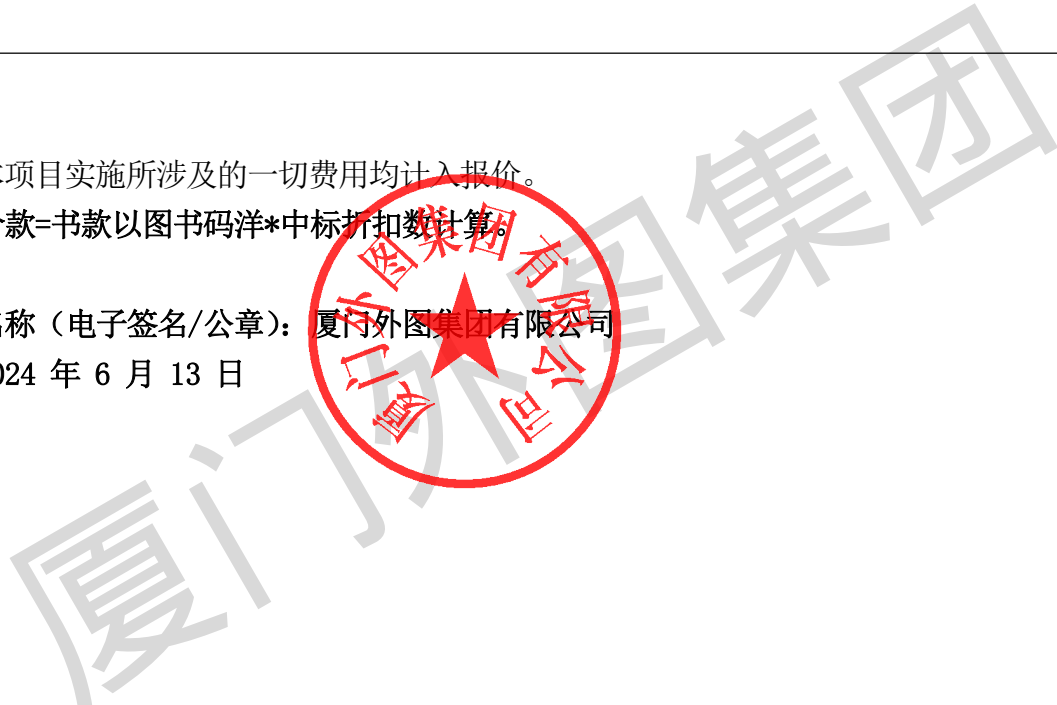 本项目实施所涉及的一切费用均计入报价。
款=书款以图书码洋*中标折扣数计算。
名称（电子签名/公章）：厦门外图集团有限公司
2024 年 6 月 13 日
厦门外图集团有限公司
厦门外图集团